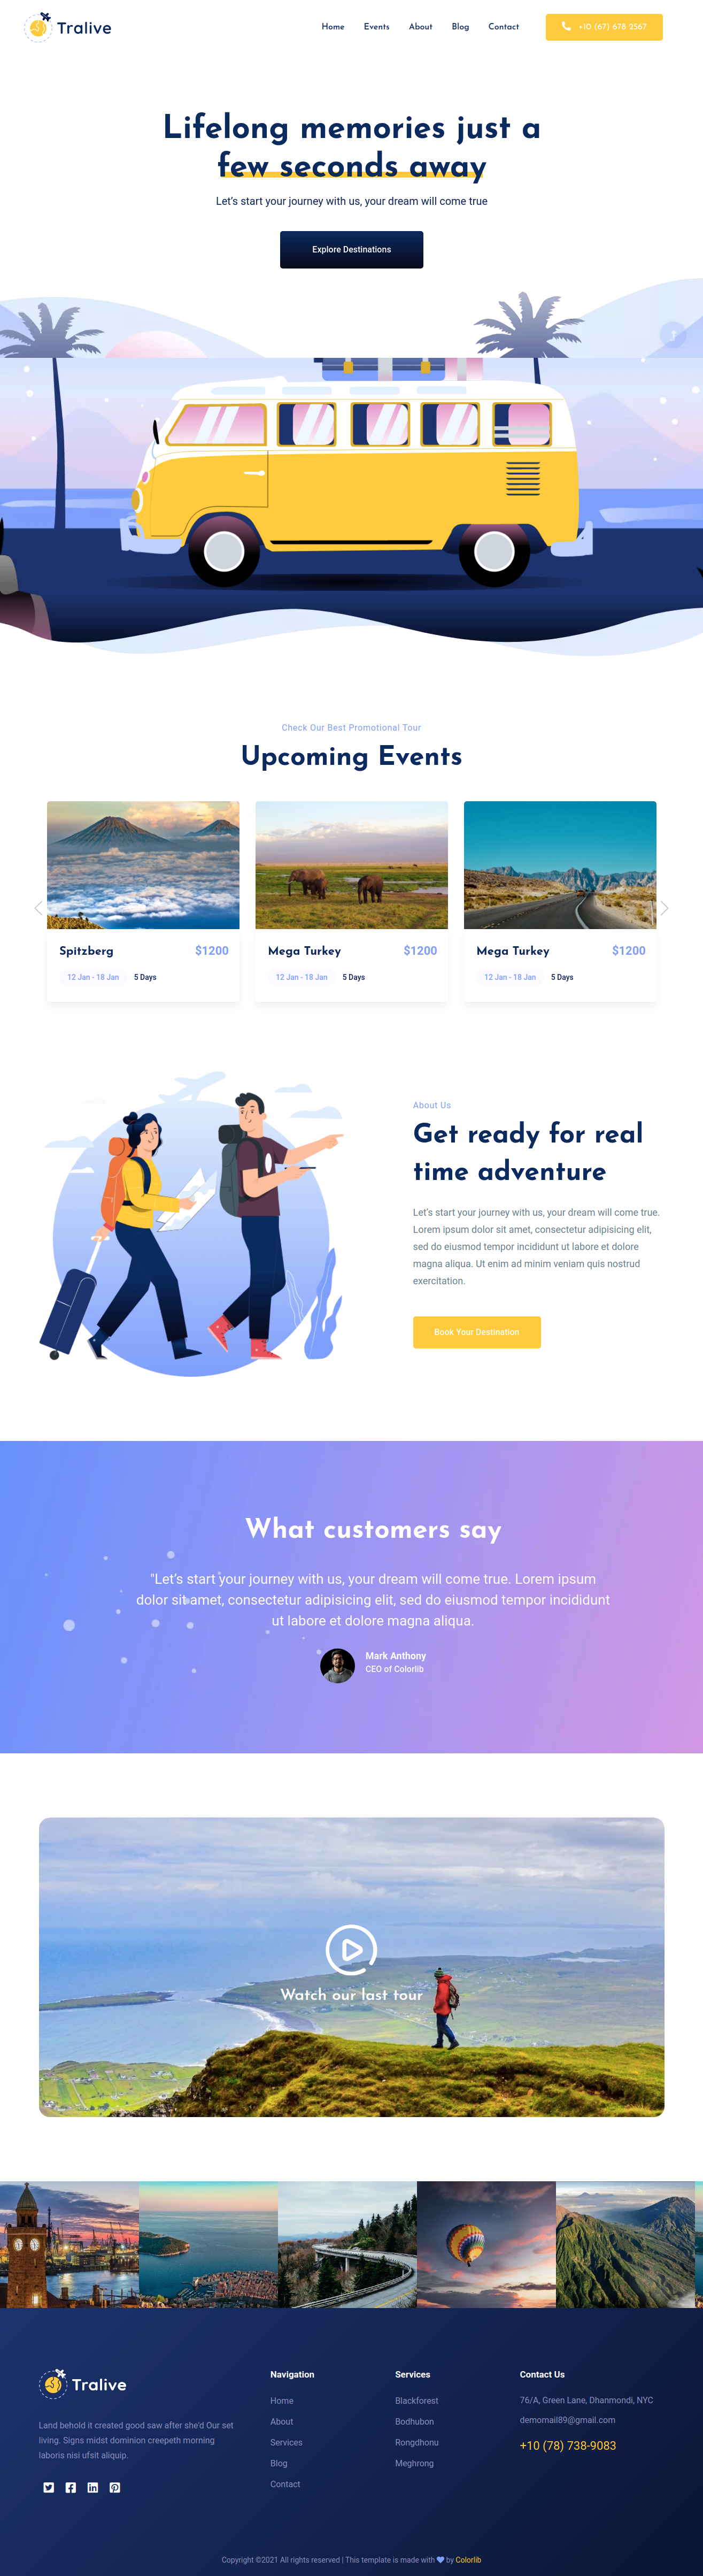 Tralive
Home Events About Blog Contact
+10 (67) 678 2567
Lifelong memories just a
few seconds away
Let's start your journey with us, your dream will come true
Explore Destinations
Check Our Best Promotional Tour
Upcoming Events
Spitzberg $1200
12 Jan - 18 Jan 5 Days
Mega Turkey $1200
12 Jan - 18 Jan 5 Days
Mega Turkey $1200
12 Jan - 18 Jan 5 Days
About Us
Get ready for real
time adventure
Let's start your journey with us, your dream will come true.
Lorem ipsum dolor sit amet, consectetur adipisicing elit,
sed do eiusmod tempor incididunt ut labore et dolore
magna aliqua. Ut enim ad minim veniam quis nostrud
exercitation.
Book Your Destination
What customers say
"Let's start your journey with us, your dream will come true. Lorem ipsum
dolor sit amet, consectetur adipisicing elit, sed do eiusmod tempor incididunt
ut labore et dolore magna aliqua.
Mark Anthony
CEO of Colorlib
Watch our last tour
Tralive
Land behold it created good saw after she'd Our set
living. Signs midst dominion creepeth morning
laboris nisi ufsit aliquip.
Navigation
Home
About
Services
Blog
Contact
Services
Blackforest
Bodhubon
Rongdhonu
Meghrong
Contact Us
76/A, Green Lane, Dhanmondi, NYC
demomail89@gmail.com
+10 (78) 738-9083
Copyright ©2021 All rights reserved | This template is made with by Colorlib